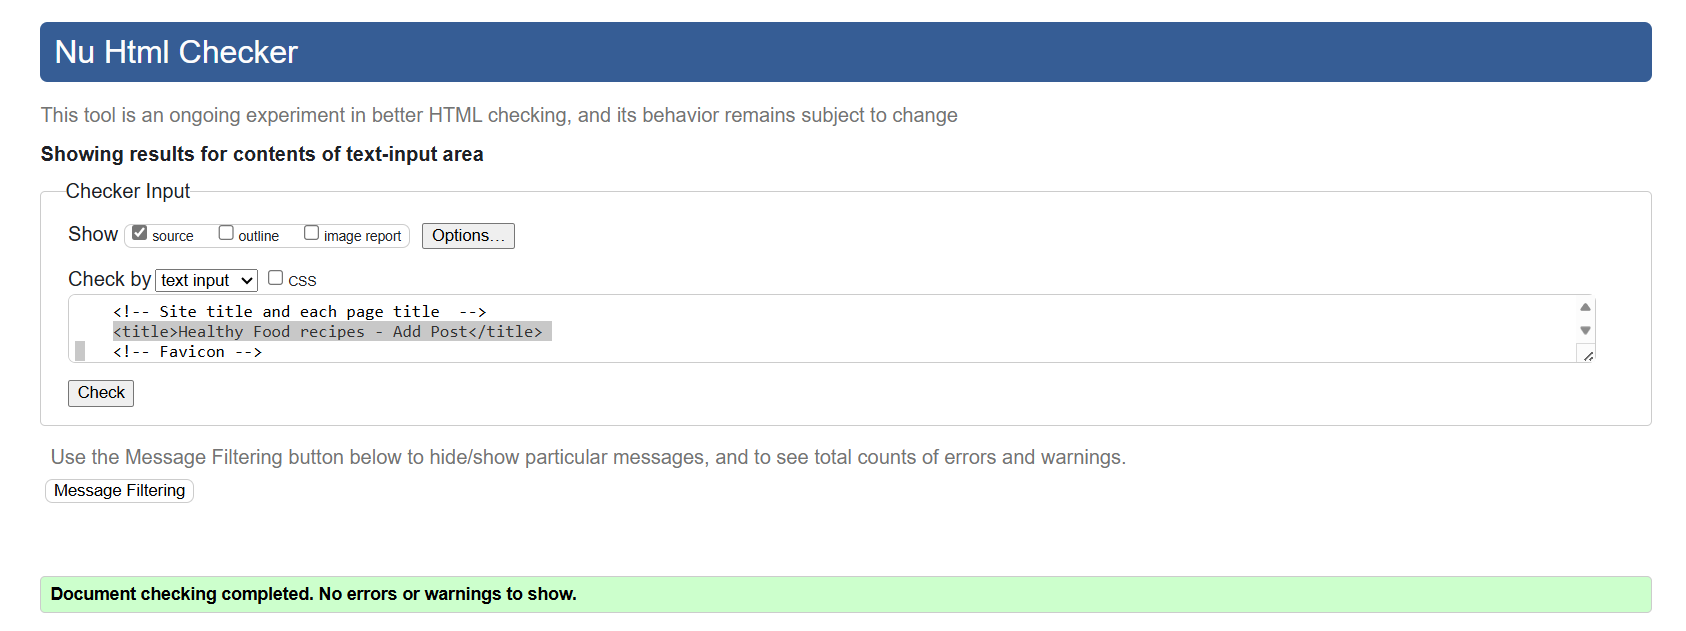 Nu Html Checker
This tool is an ongoing experiment in better HTML checking, and its behavior remains subject to change
Showing results for contents of text-input area
Checker Input
Show source outline image report Options...
Check by text input CSS
<!-- Site title and each page title  -->
<title>Healthy Food recipes - Add Post</title>
<!-- Favicon -->
Check
Use the Message Filtering button below to hide/show particular messages, and to see total counts of errors and warnings.
Message Filtering
Document checking completed. No errors or warnings to show.